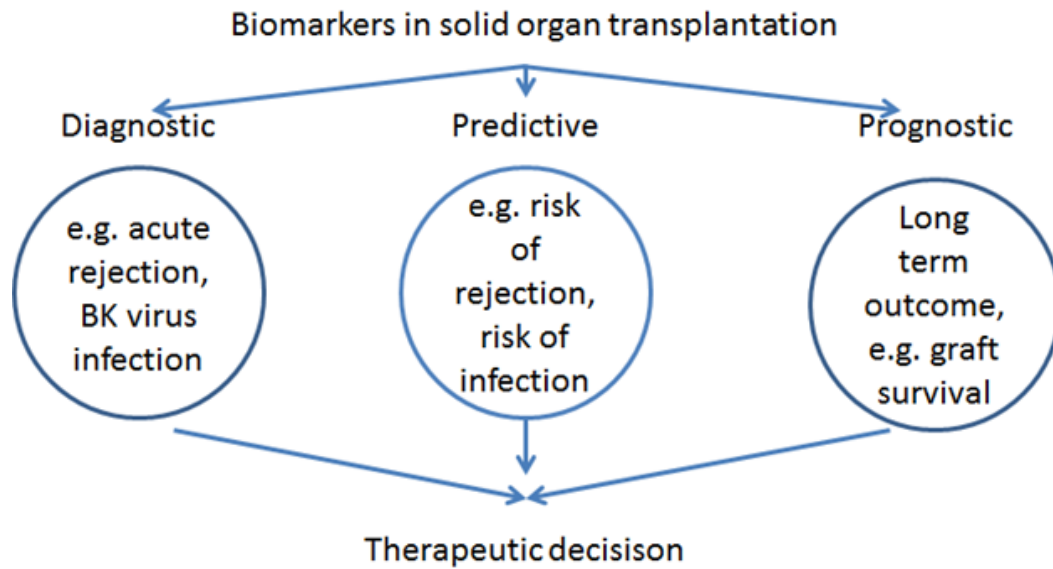 Biomarkers in solid organ transplantation
Diagnostic
Predictive
Prognostic
e.g. acute
rejection,
BK virus
infection
e.g. risk
of
rejection,
risk of
infection
Long
term
outcome,
e.g. graft
survival
Therapeutic decisison